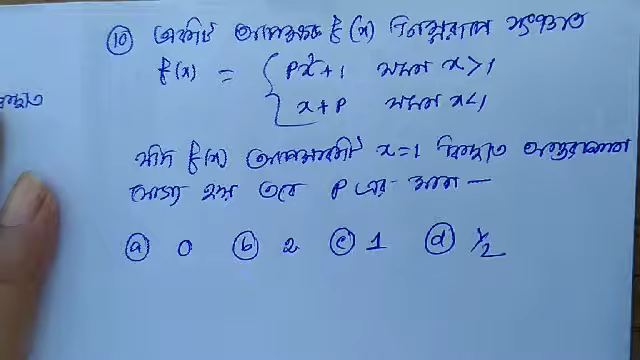 10 একটি অপেক্ষক f(x) নিম্নরূপে সংজ্ঞাত
f(x) = { px²+1 যখন x>1
x+p যখন x<1
যদি f(x) অপেক্ষকটি x=1 বিন্দুতে অন্তরকলন
যোগ্য হয় তবে p এর মান —
a 0 b 2 c 1 d 1/2